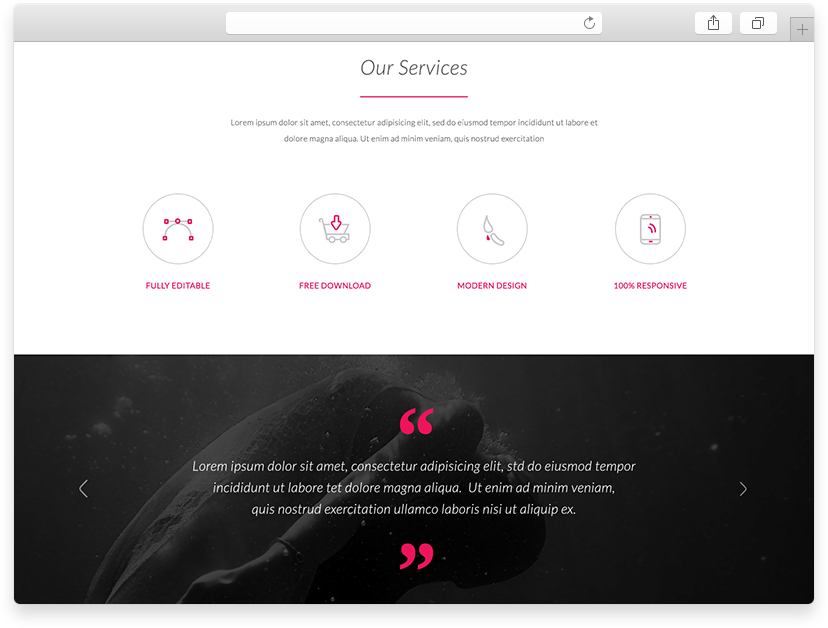 Our Services
Lorem ipsum dolor sit amet, consectetur adipisicing elit, sed do eiusmod tempor incididunt ut labore et
dolore magna aliqua. Ut enim ad minim veniam, quis nostrud exercitation
FULLY EDITABLE
FREE DOWNLOAD
MODERN DESIGN
100% RESPONSIVE
“
Lorem ipsum dolor sit amet, consectetur adipisicing elit, std do eiusmod tempor
incididunt ut labore tet dolore magna aliqua.  Ut enim ad minim veniam,
quis nostrud exercitation ullamco laboris nisi ut aliquip ex.
”